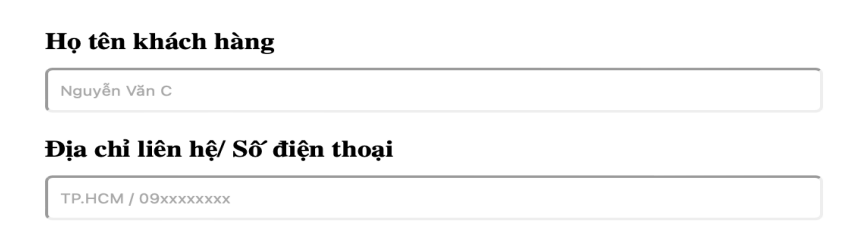 Họ tên khách hàng
Nguyễn Văn C
Địa chỉ liên hệ/ Số điện thoại
TP.HCM / 09xxxxxxxx